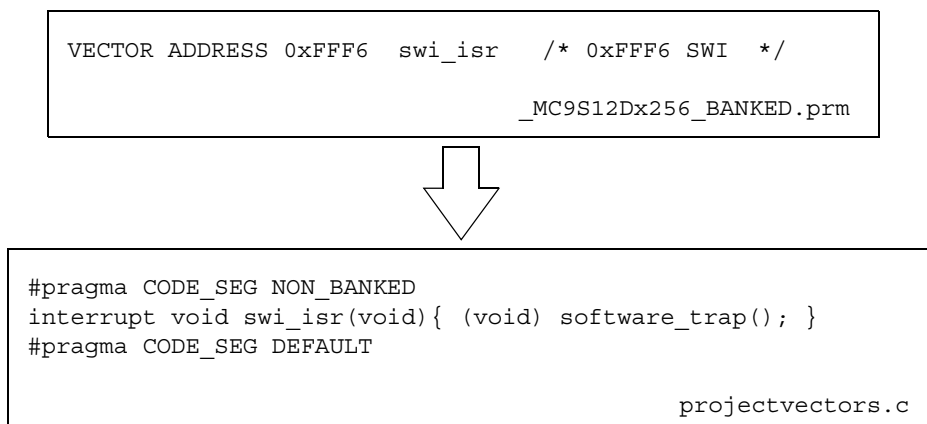 VECTOR ADDRESS 0xFFF6  swi_isr   /* 0xFFF6 SWI  */
_MC9S12Dx256_BANKED.prm
#pragma CODE_SEG NON_BANKED
interrupt void swi_isr(void){ (void) software_trap(); }
#pragma CODE_SEG DEFAULT
projectvectors.c